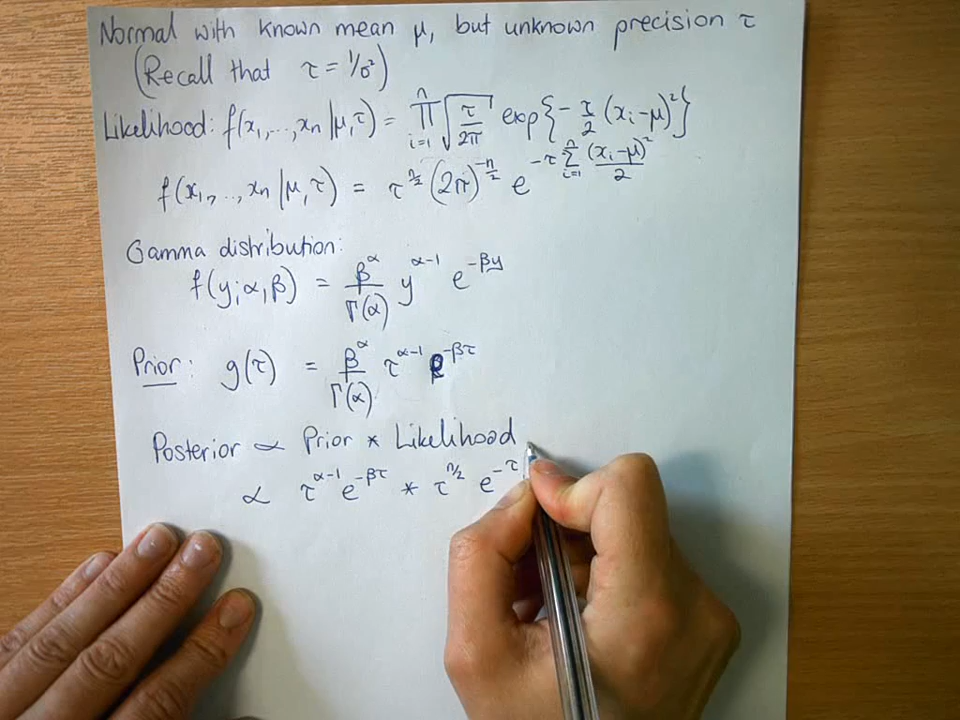 Normal with known mean μ, but unknown precision τ
(Recall that τ = 1/σ²)
Likelihood: f(x₁,...,xₙ|μ,τ) = ∏ᵢ₌₁ⁿ √(τ/2π) exp{-τ/2 (xᵢ-μ)²}
f(x₁,...,xₙ|μ,τ) = τ^(n/2) (2π)^(-n/2) e^(-τ ∑ᵢ₌₁ⁿ (xᵢ-μ)²/2)
Gamma distribution:
f(y;α,β) = β^α/Γ(α) y^(α-1) e^(-βy)
Prior: g(τ) = β^α/Γ(α) τ^(α-1) e^(-βτ)
Posterior ∝ Prior * Likelihood
∝ τ^(α-1) e^(-βτ) * τ^(n/2) e^(-τ